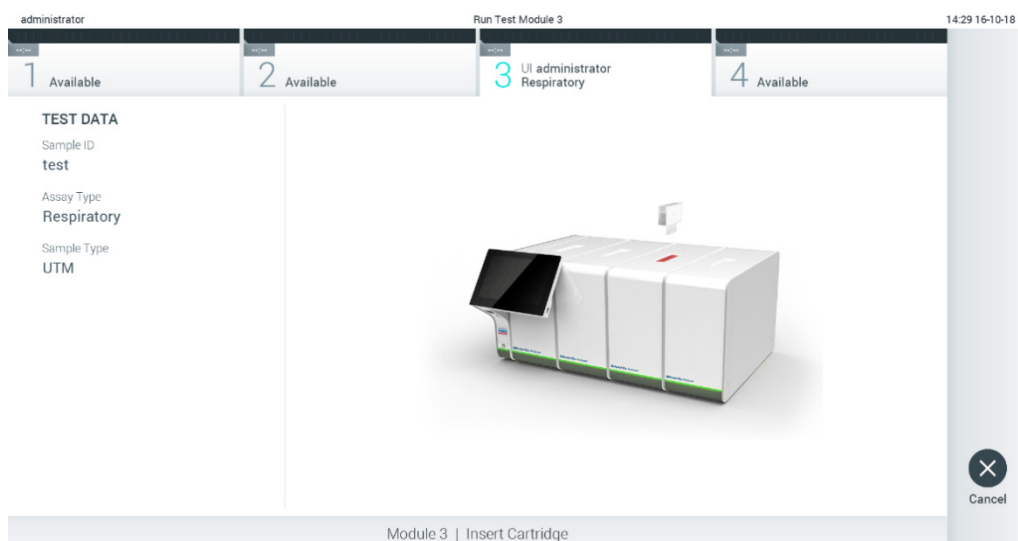 administrator
Run Test Module 3
14:29 16-10-18
--:--
--:--
--:--
--:--
1 Available
2 Available
3 UI administrator
Respiratory
4 Available
TEST DATA
Sample ID
test
Assay Type
Respiratory
Sample Type
UTM
Cancel
Module 3 | Insert Cartridge